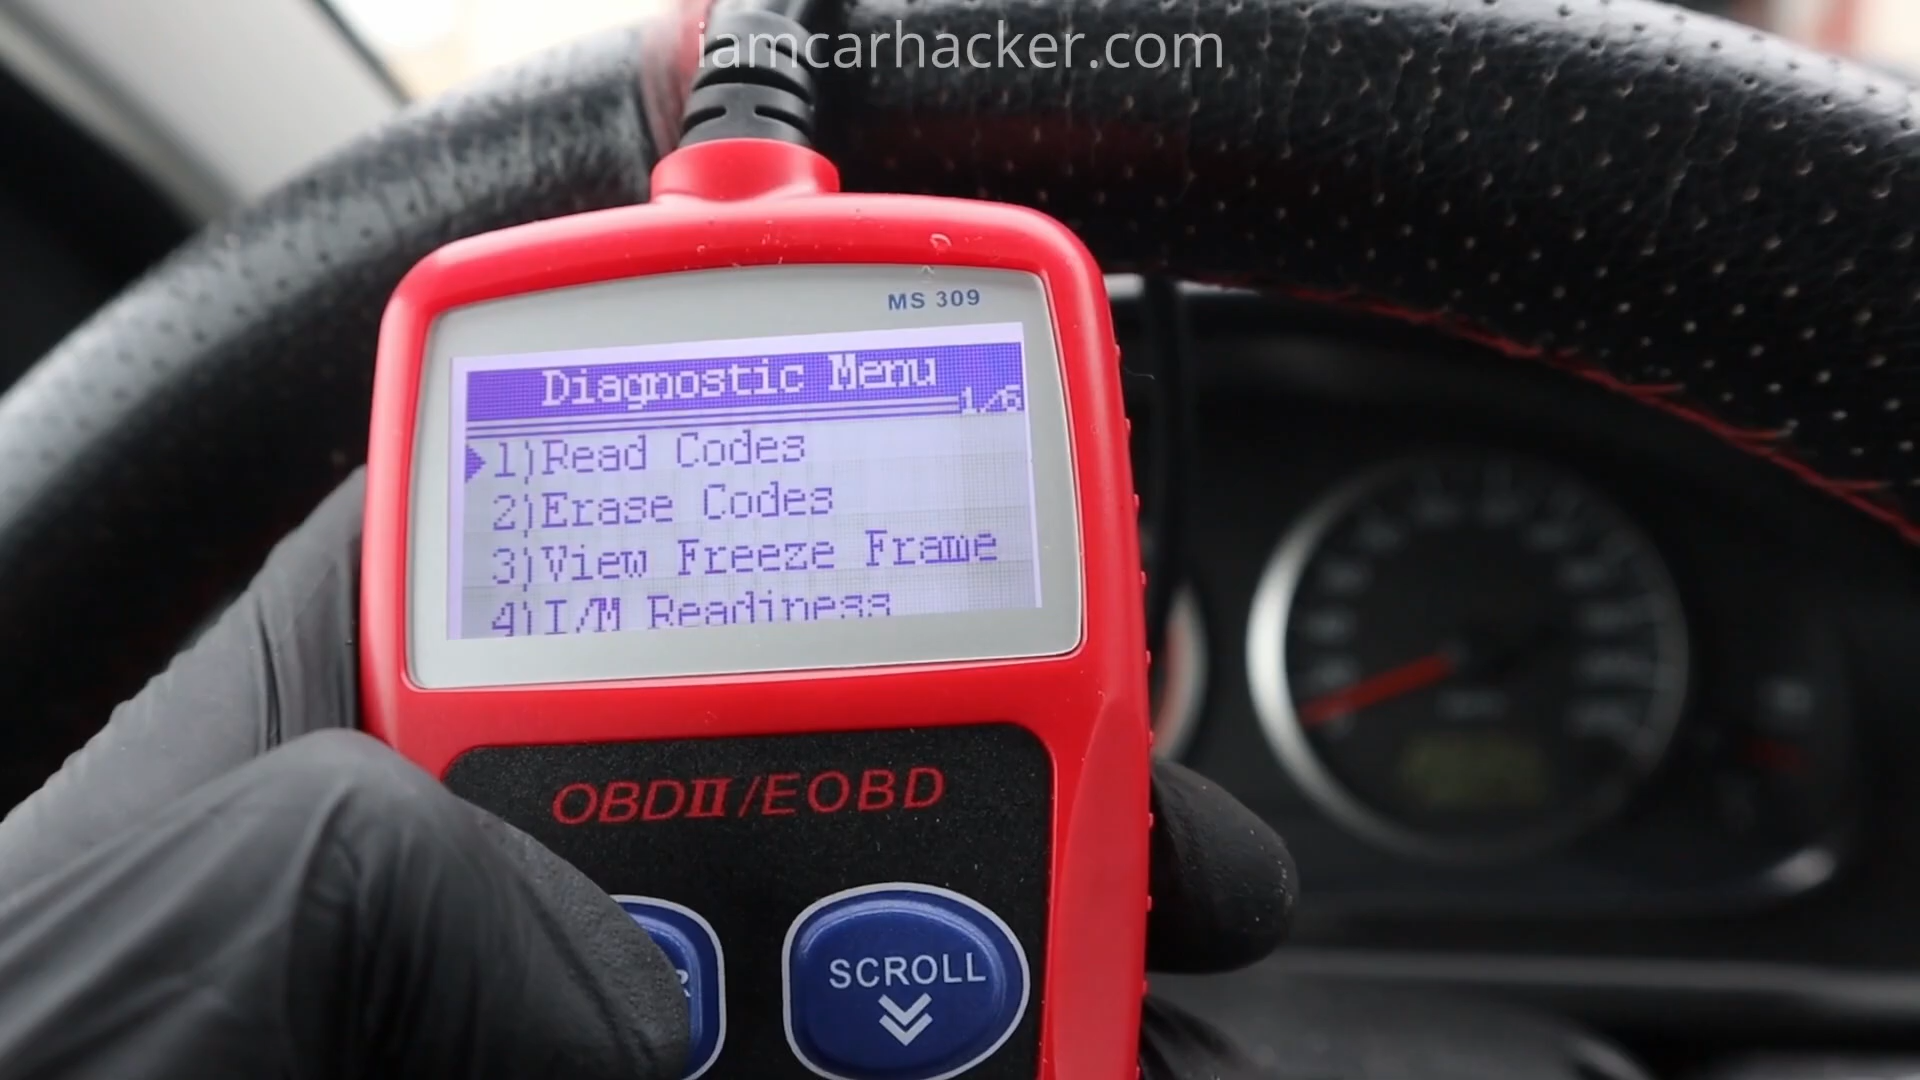 iamcarhacker.com
MS 309
Diagnostic Menu
1/6
1)Read Codes
2)Erase Codes
3)View Freeze Frame
4)I/M Readiness
OBDII/EOBD
R
SCROLL